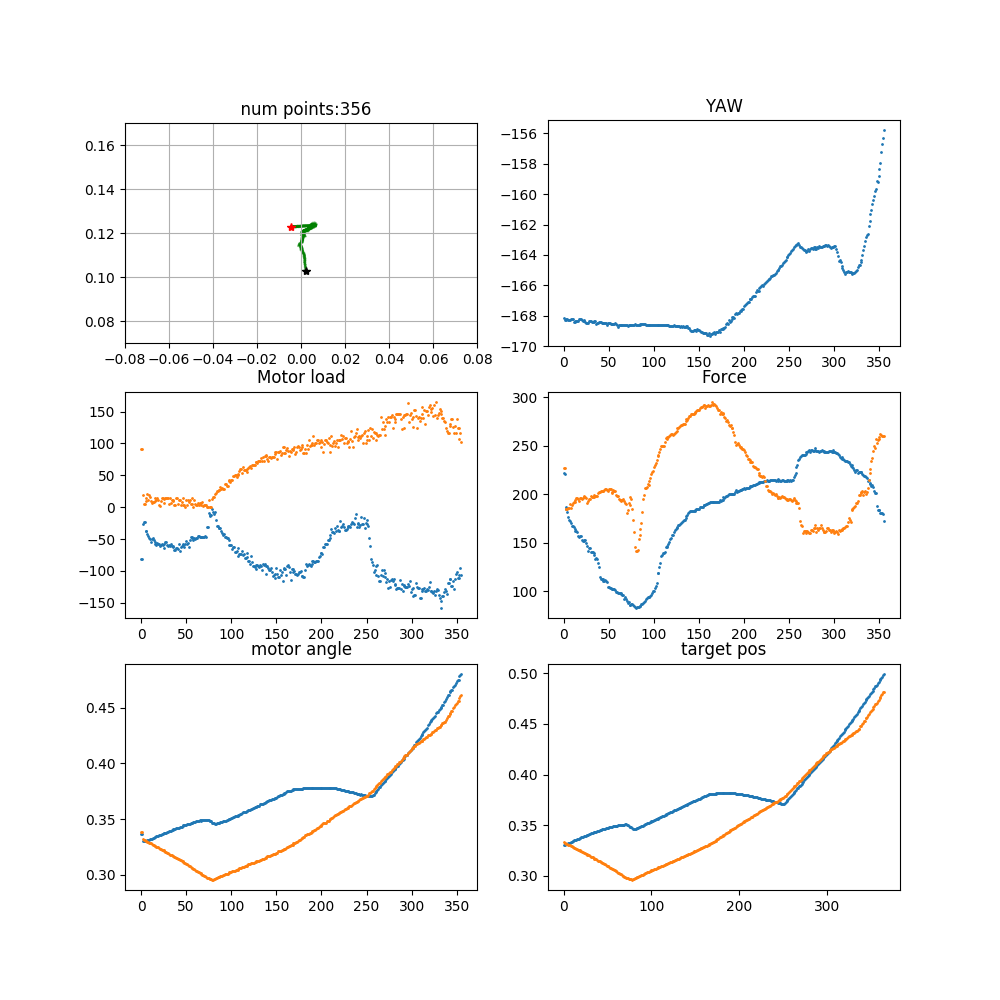 num points:356
0.16
0.14
0.12
0.10
0.08
−0.08 −0.06 −0.04 −0.02 0.00 0.02 0.04 0.06 0.08
YAW
−156
−158
−160
−162
−164
−166
−168
−170
0 50 100 150 200 250 300 350
Motor load
150
100
50
0
−50
−100
−150
0 50 100 150 200 250 300 350
Force
300
250
200
150
100
0 50 100 150 200 250 300 350
motor angle
0.45
0.40
0.35
0.30
0 50 100 150 200 250 300 350
target pos
0.50
0.45
0.40
0.35
0.30
0 100 200 300